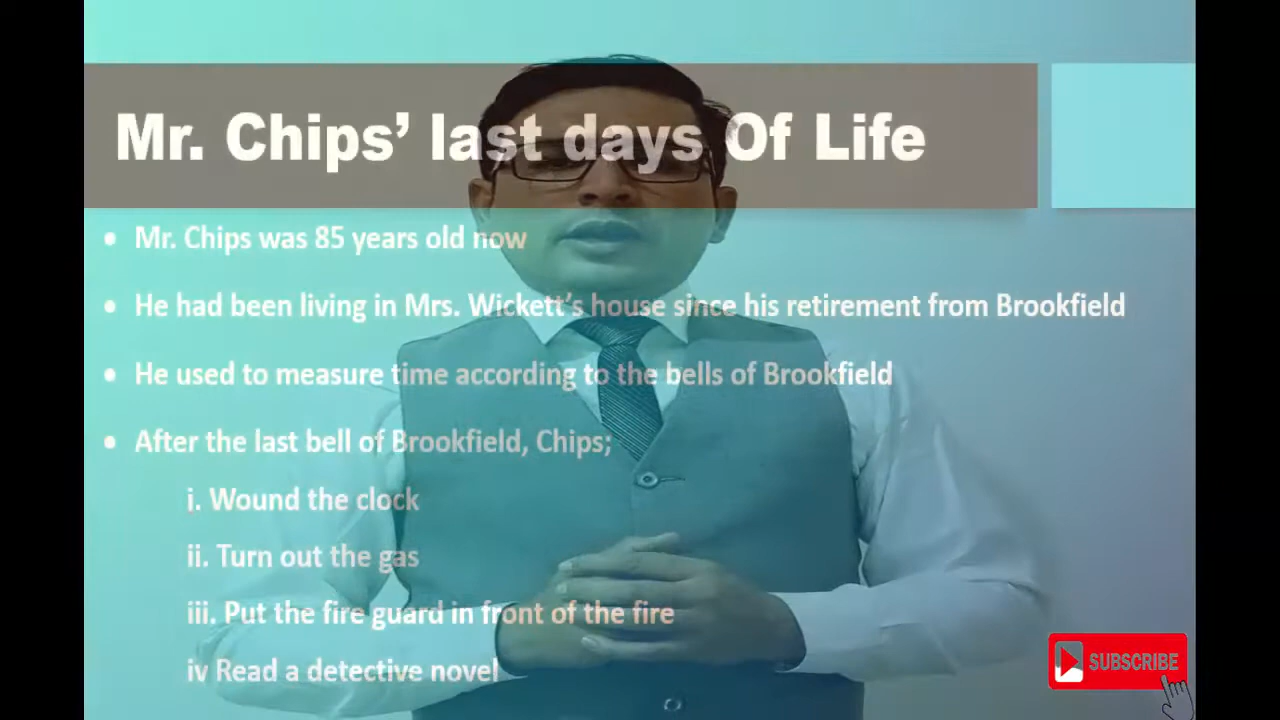 Mr. Chips’ last days Of Life
• Mr. Chips was 85 years old now
• He had been living in Mrs. Wickett’s house since his retirement from Brookfield
• He used to measure time according to the bells of Brookfield
• After the last bell of Brookfield, Chips;
i. Wound the clock
ii. Turn out the gas
iii. Put the fire guard in front of the fire
iv Read a detective novel
SUBSCRIBE